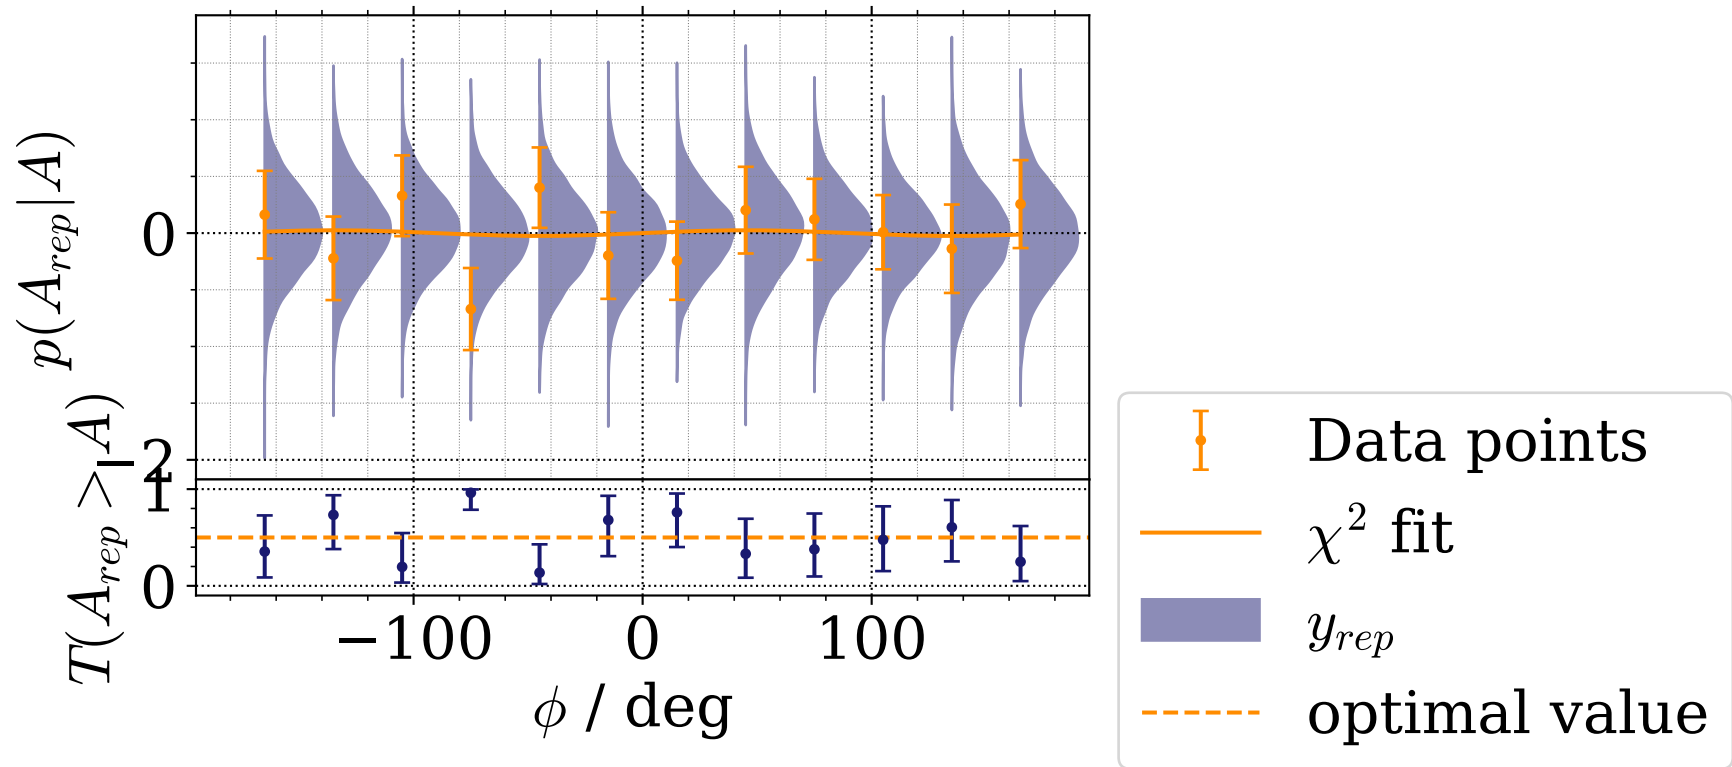 p(A_rep|A)
0
−2
T(A_rep > A)
1
0
−100 0 100
ϕ / deg
Data points
χ² fit
y_rep
optimal value